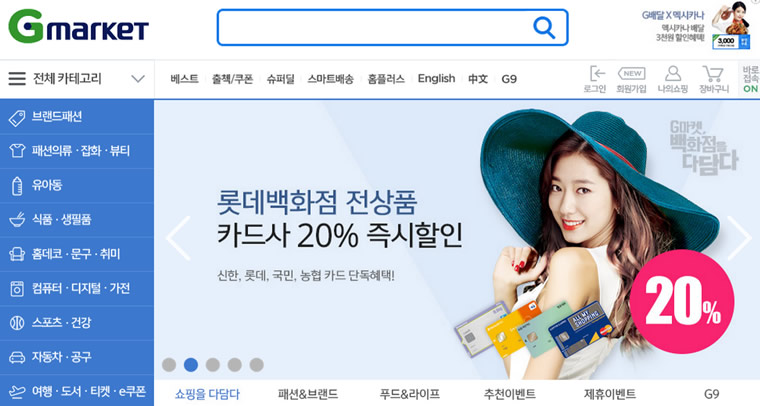 Gmarket
G배달 X 멕시카나
멕시카나 배달
3천원 할인혜택!
3,000
전체 카테고리
베스트 출첵/쿠폰 슈퍼딜 스마트배송 홈플러스 English 中文 G9
로그인 회원가입 나의쇼핑 장바구니
NEW
바로
접속
ON
브랜드패션
패션의류 · 잡화 · 뷰티
유아동
식품 · 생필품
홈데코 · 문구 · 취미
컴퓨터 · 디지털 · 가전
스포츠 · 건강
자동차 · 공구
여행 · 도서 · 티켓 · e쿠폰
G마켓,
백화점을
다담다
롯데백화점 전상품
카드사 20% 즉시할인
신한, 롯데, 국민, 농협 카드 단독혜택!
ALL MY
SHOPPING
MasterCard
20%
쇼핑을 다담다 패션&브랜드 푸드&라이프 추천이벤트 제휴이벤트 G9